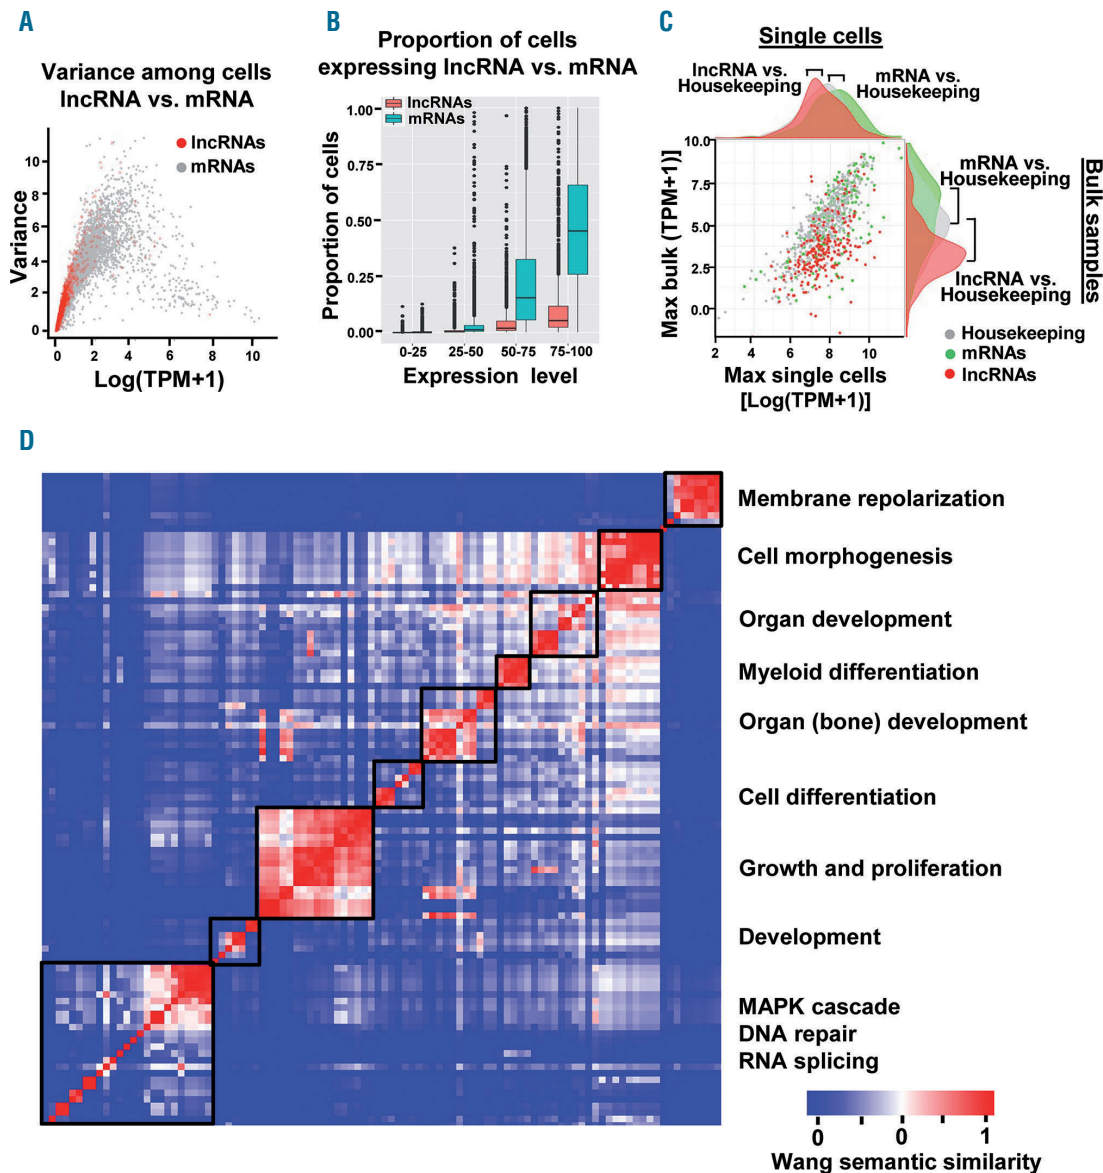 A
Variance among cells
lncRNA vs. mRNA
lncRNAs
mRNAs
Variance
10
8
6
4
2
0
0
2
4
6
8
10
Log(TPM+1)
B
Proportion of cells
expressing lncRNA vs. mRNA
lncRNAs
mRNAs
Proportion of cells
1.00
0.75
0.50
0.25
0.00
0-25
25-50
50-75
75-100
Expression level
C
Single cells
lncRNA vs.
Housekeeping
mRNA vs.
Housekeeping
Max bulk (TPM+1)]
7.5
5.0
2.5
0.0
2
4
6
8
10
Max single cells
[Log(TPM+1)]
mRNA vs.
Housekeeping
lncRNA vs.
Housekeeping
Bulk samples
Housekeeping
mRNAs
lncRNAs
D
Membrane repolarization
Cell morphogenesis
Organ development
Myeloid differentiation
Organ (bone) development
Cell differentiation
Growth and proliferation
Development
MAPK cascade
DNA repair
RNA splicing
0
0
1
Wang semantic similarity